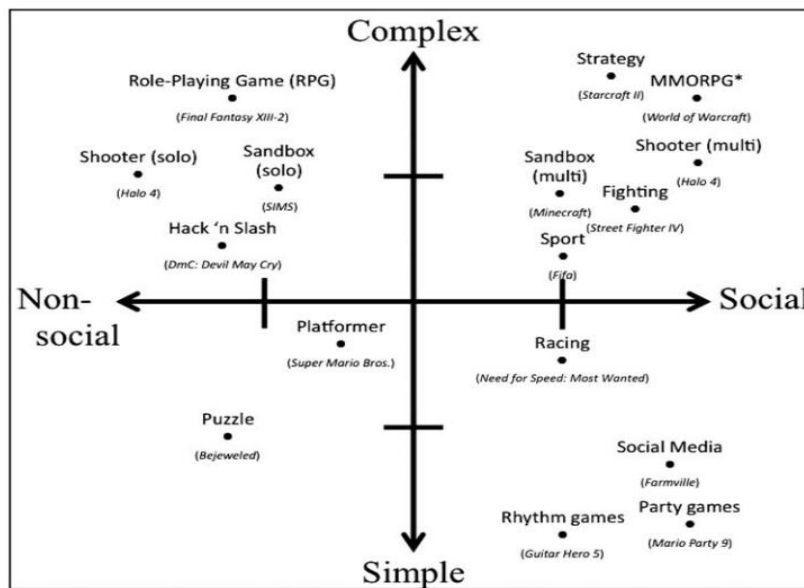 Complex
Strategy
(Starcraft II)
Role-Playing Game (RPG)
(Final Fantasy XIII-2)
MMORPG*
(World of Warcraft)
Shooter (solo)
(Halo 4)
Sandbox
(solo)
(SIMS)
Sandbox
(multi)
(Minecraft)
Shooter (multi)
(Halo 4)
Fighting
(Street Fighter IV)
Hack ‘n Slash
(DmC: Devil May Cry)
Sport
(Fifa)
Non-
social
Social
Platformer
(Super Mario Bros.)
Racing
(Need for Speed: Most Wanted)
Puzzle
(Bejeweled)
Social Media
(Farmville)
Rhythm games
(Guitar Hero 5)
Party games
(Mario Party 9)
Simple